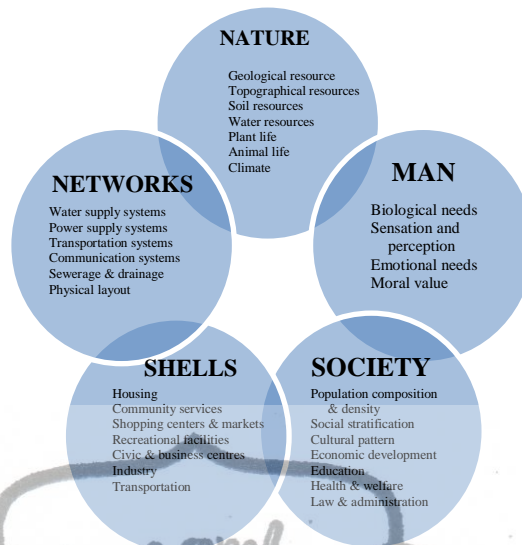 NATURE
Geological resource
Topographical resources
Soil resources
Water resources
Plant life
Animal life
Climate
MAN
Biological needs
Sensation and
perception
Emotional needs
Moral value
NETWORKS
Water supply systems
Power supply systems
Transportation systems
Communication systems
Sewerage & drainage
Physical layout
SHELLS
Housing
Community services
Shopping centers & markets
Recreational facilities
Civic & business centres
Industry
Transportation
SOCIETY
Population composition
& density
Social stratification
Cultural pattern
Economic development
Education
Health & welfare
Law & administration